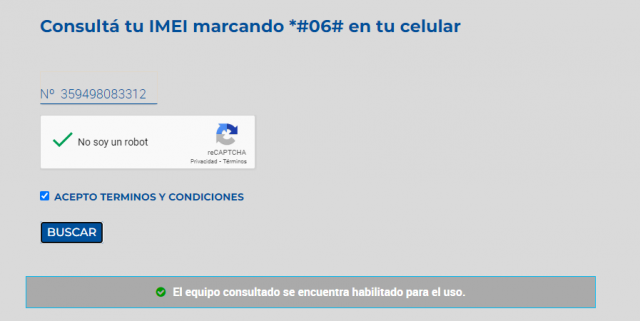 Consultá tu IMEI marcando *#06# en tu celular
Nº 359498083312
No soy un robot
reCAPTCHA
Privacidad - Términos
ACEPTO TERMINOS Y CONDICIONES
BUSCAR
El equipo consultado se encuentra habilitado para el uso.